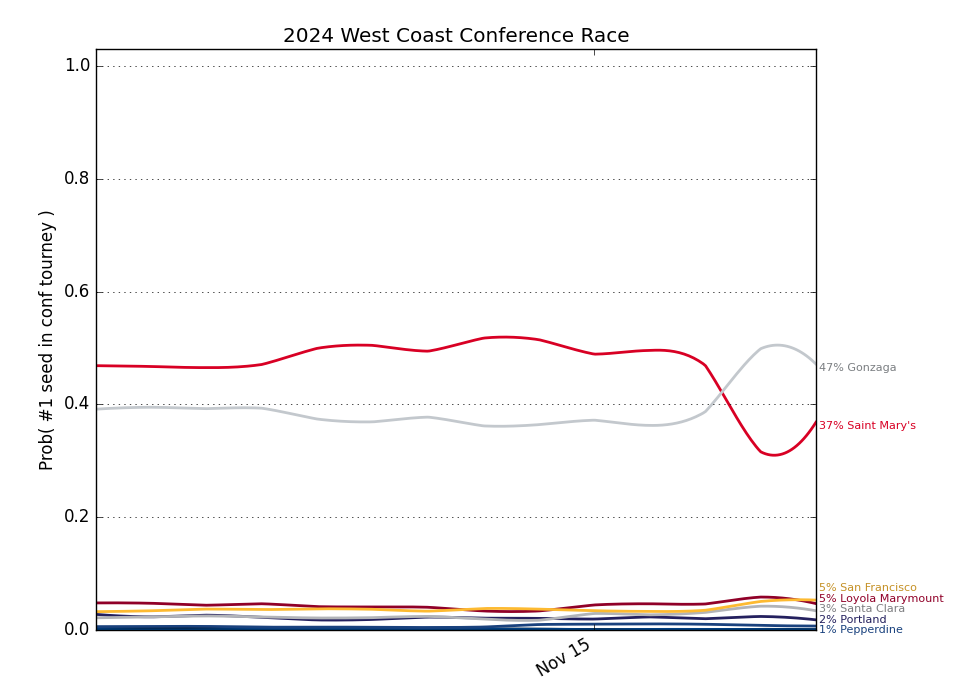 2024 West Coast Conference Race
Prob( #1 seed in conf tourney )
1.0
0.8
0.6
0.4
0.2
0.0
Nov 15
47% Gonzaga
37% Saint Mary's
5% San Francisco
5% Loyola Marymount
3% Santa Clara
2% Portland
1% Pepperdine